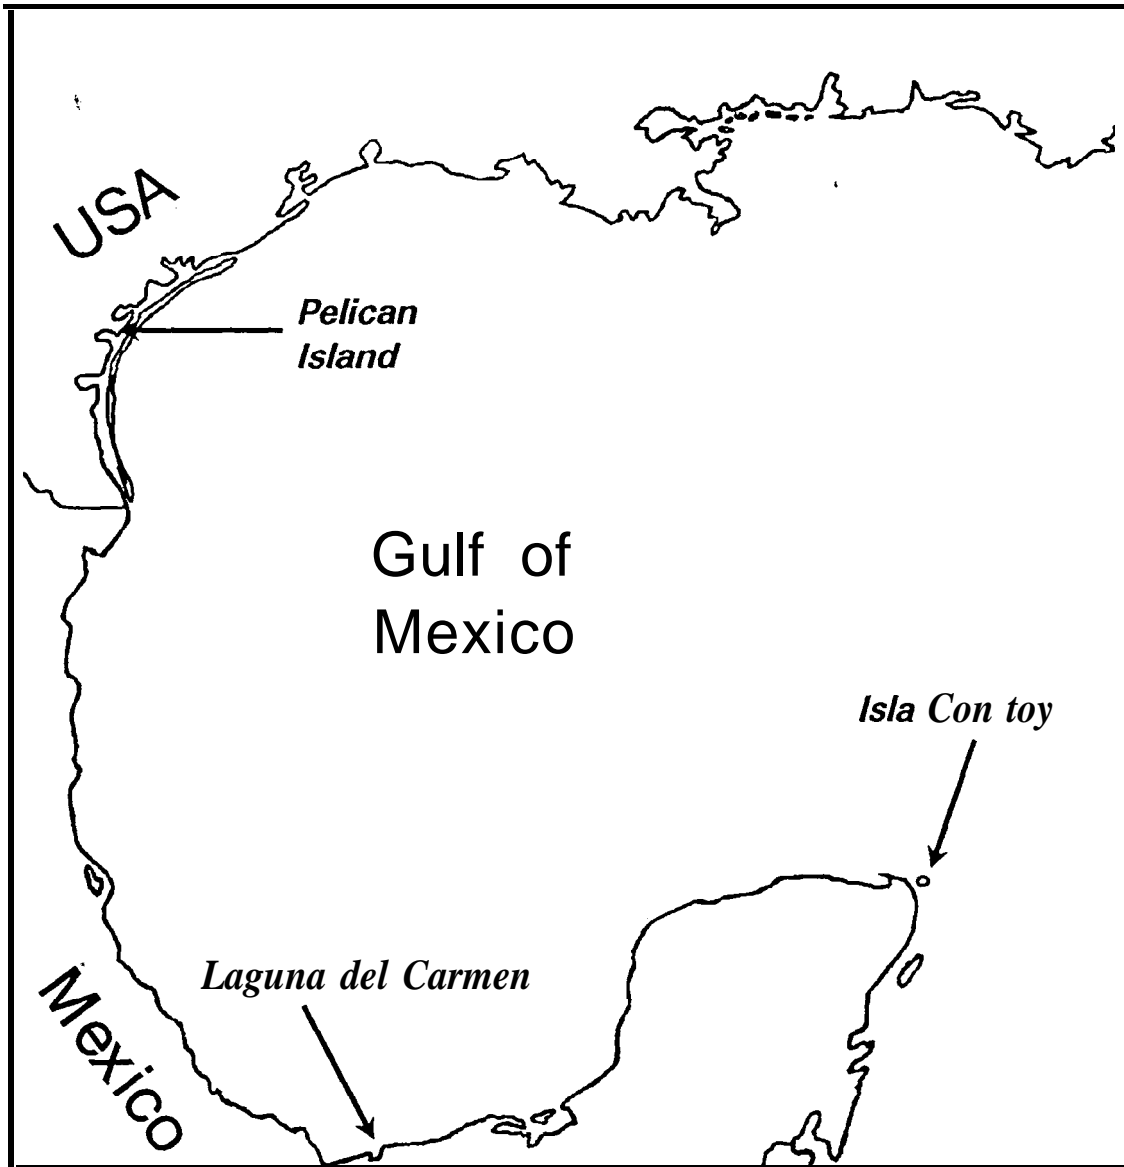 USA
Pelican
Island
Gulf of
Mexico
Isla Con toy
Laguna del Carmen
Mexico